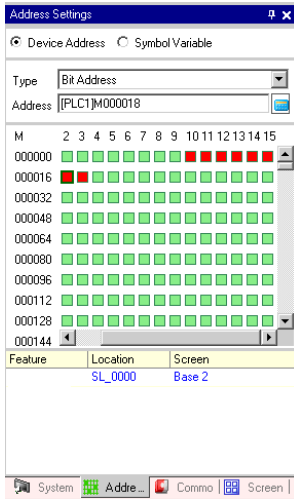 Address Settings
Device Address Symbol Variable
Type Bit Address
Address [PLC1]M000018
M 2 3 4 5 6 7 8 9 10 11 12 13 14 15
000000
000016
000032
000048
000064
000080
000096
000112
000128
000144
Feature Location Screen
SL_0000 Base 2
System Addre... Commo Screen